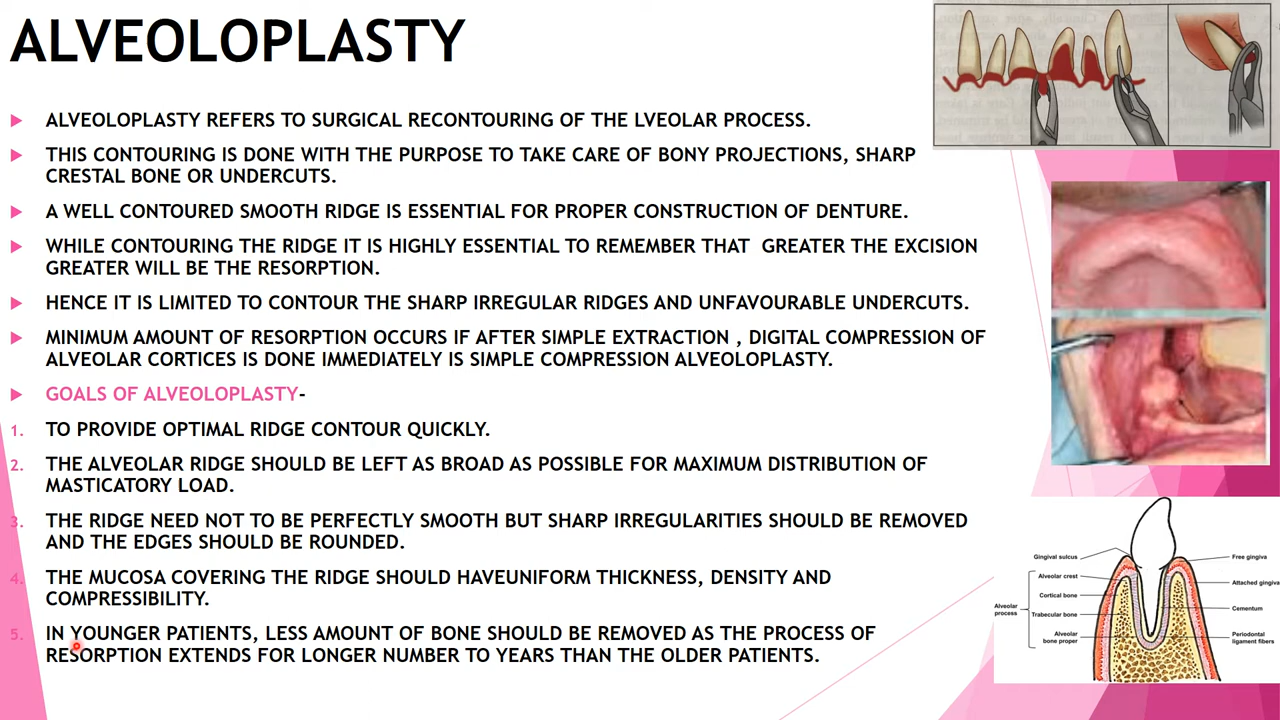 ALVEOLOPLASTY
ALVEOLOPLASTY REFERS TO SURGICAL RECONTOURING OF THE LVEOLAR PROCESS.
THIS CONTOURING IS DONE WITH THE PURPOSE TO TAKE CARE OF BONY PROJECTIONS, SHARP
CRESTAL BONE OR UNDERCUTS.
A WELL CONTOURED SMOOTH RIDGE IS ESSENTIAL FOR PROPER CONSTRUCTION OF DENTURE.
WHILE CONTOURING THE RIDGE IT IS HIGHLY ESSENTIAL TO REMEMBER THAT  GREATER THE EXCISION
GREATER WILL BE THE RESORPTION.
HENCE IT IS LIMITED TO CONTOUR THE SHARP IRREGULAR RIDGES AND UNFAVOURABLE UNDERCUTS.
MINIMUM AMOUNT OF RESORPTION OCCURS IF AFTER SIMPLE EXTRACTION , DIGITAL COMPRESSION OF
ALVEOLAR CORTICES IS DONE IMMEDIATELY IS SIMPLE COMPRESSION ALVEOLOPLASTY.
GOALS OF ALVEOLOPLASTY-
1. TO PROVIDE OPTIMAL RIDGE CONTOUR QUICKLY.
2. THE ALVEOLAR RIDGE SHOULD BE LEFT AS BROAD AS POSSIBLE FOR MAXIMUM DISTRIBUTION OF
MASTICATORY LOAD.
3. THE RIDGE NEED NOT TO BE PERFECTLY SMOOTH BUT SHARP IRREGULARITIES SHOULD BE REMOVED
AND THE EDGES SHOULD BE ROUNDED.
4. THE MUCOSA COVERING THE RIDGE SHOULD HAVEUNIFORM THICKNESS, DENSITY AND
COMPRESSIBILITY.
5. IN YOUNGER PATIENTS, LESS AMOUNT OF BONE SHOULD BE REMOVED AS THE PROCESS OF
RESORPTION EXTENDS FOR LONGER NUMBER TO YEARS THAN THE OLDER PATIENTS.
Gingival sulcus
Alveolar crest
Cortical bone
Alveolar
process
Trabecular bone
Alveolar
bone proper
Free gingiva
Attached gingiva
Cementum
Periodontal
ligament fibers